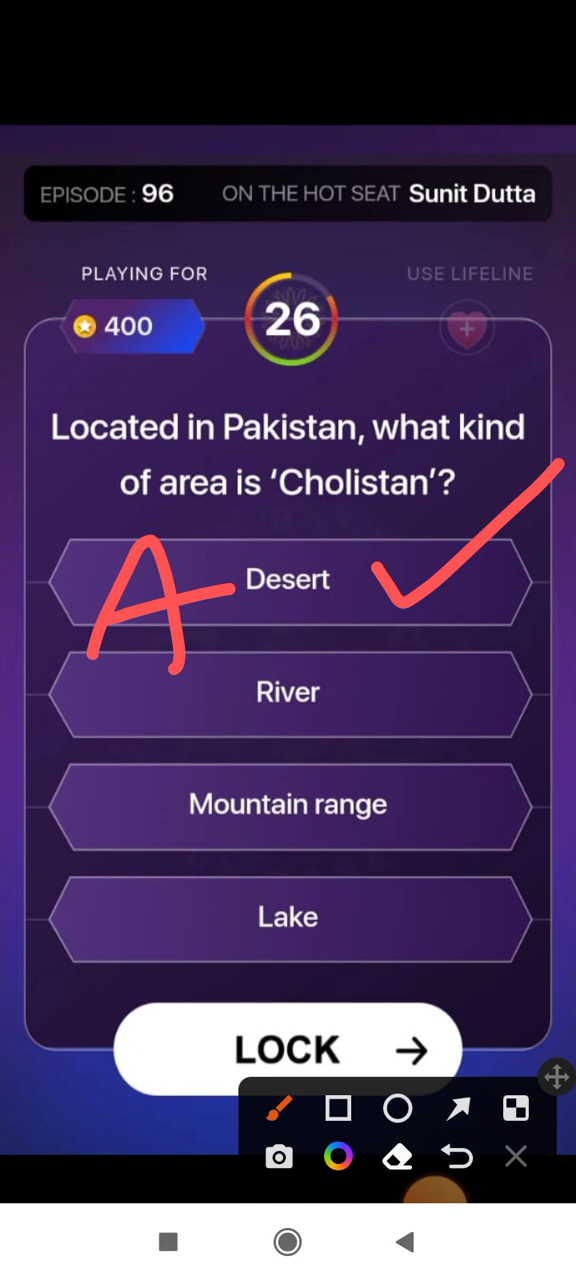 EPISODE : 96 ON THE HOT SEAT Sunit Dutta
PLAYING FOR USE LIFELINE
400 26
Located in Pakistan, what kind
of area is ‘Cholistan’?
A Desert
River
Mountain range
Lake
LOCK